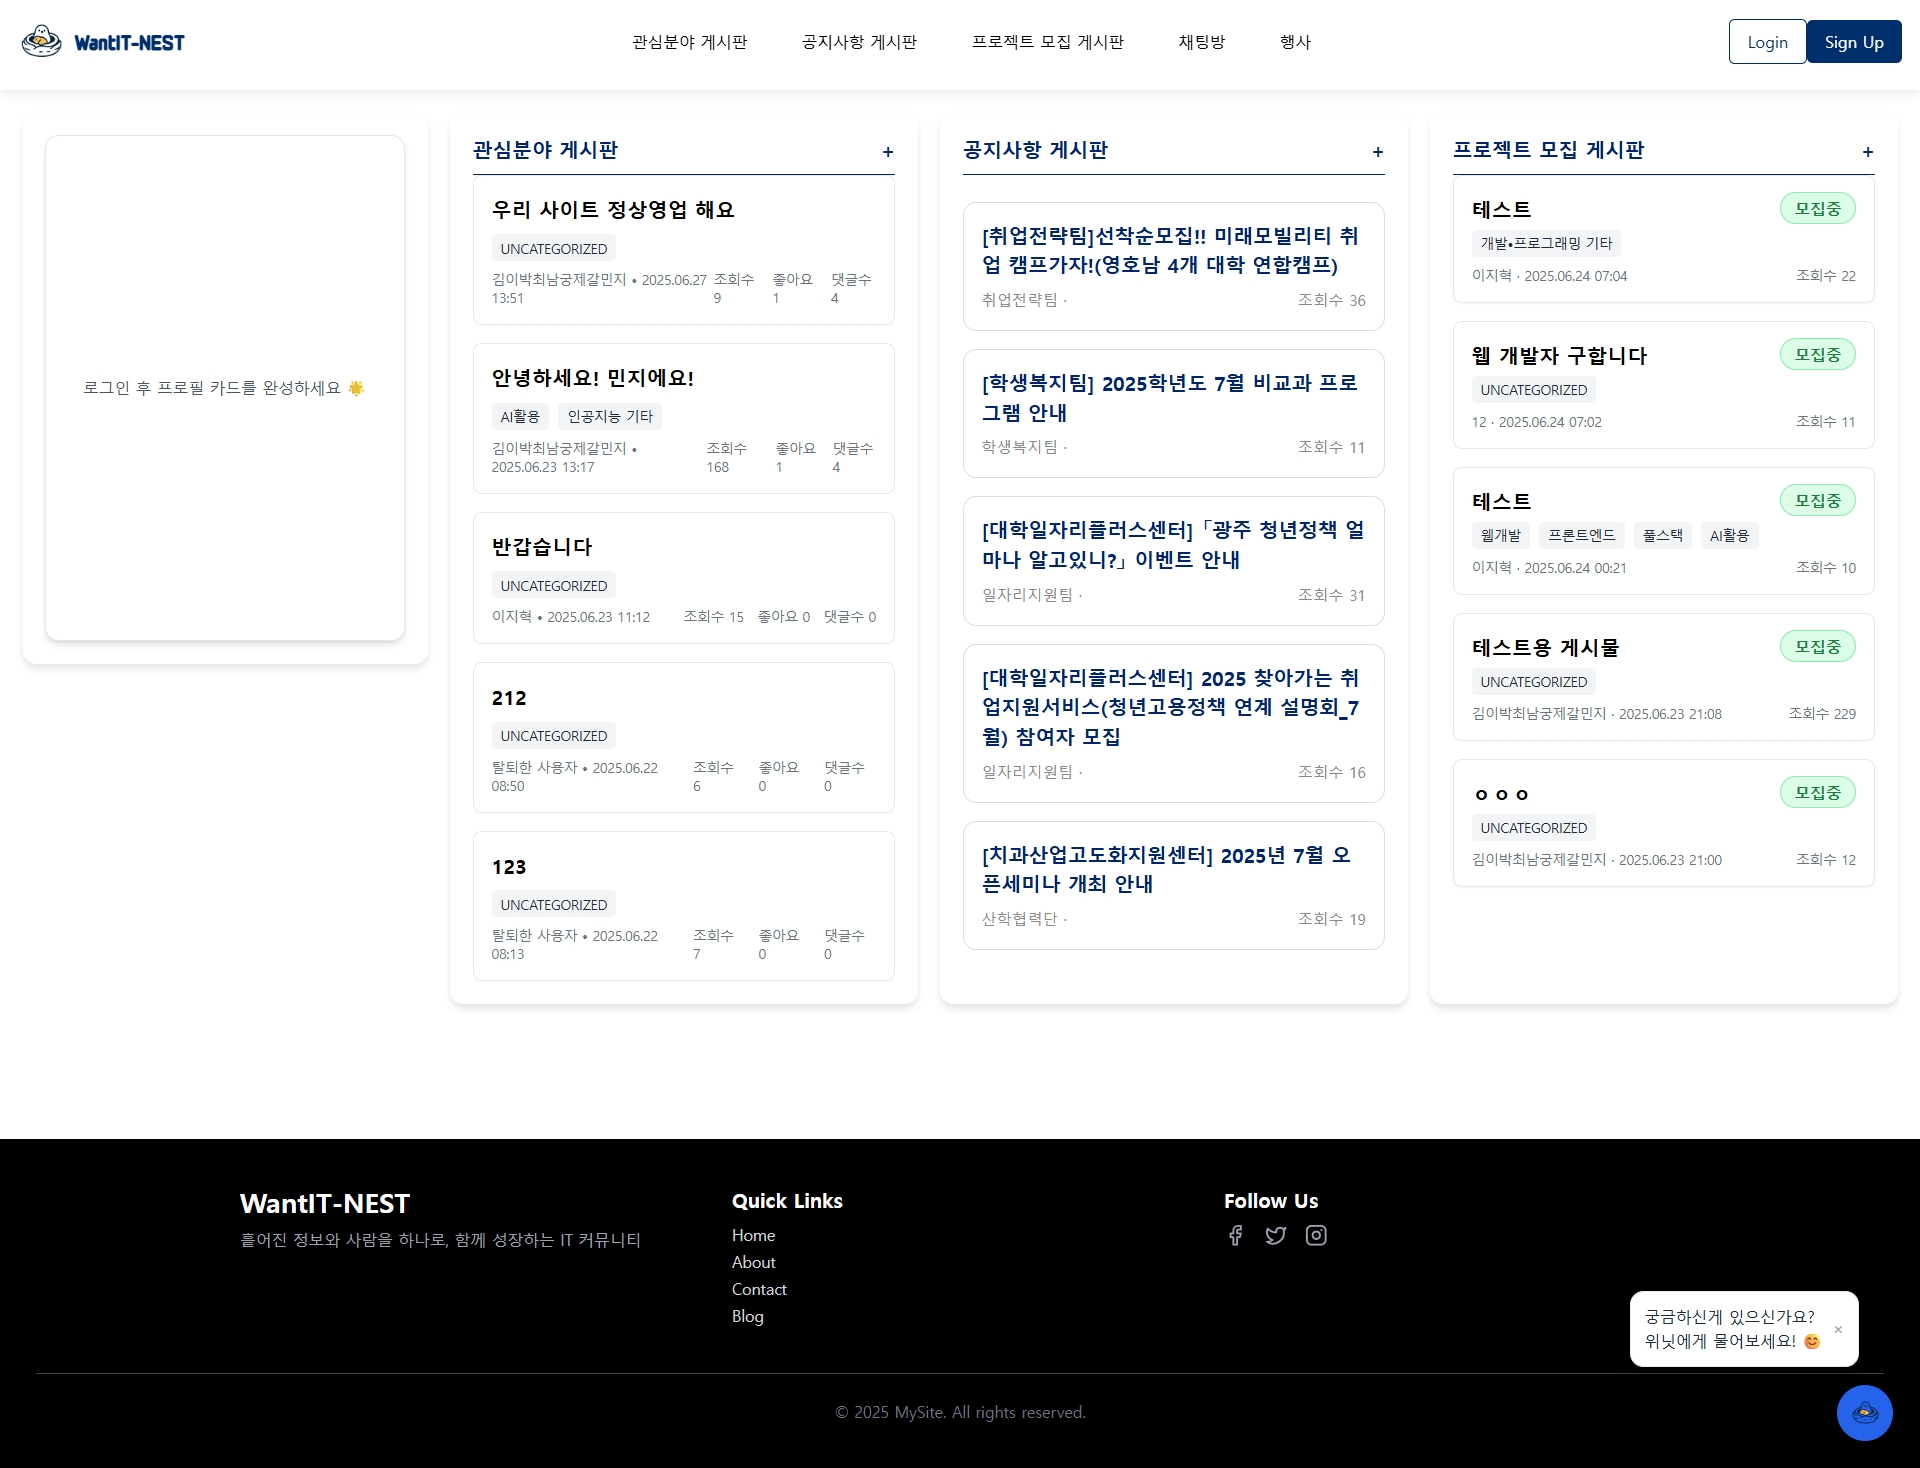 WantIT-NEST
관심분야 게시판
공지사항 게시판
프로젝트 모집 게시판
채팅방
행사
Login
Sign Up
로그인 후 프로필 카드를 완성하세요 🌟
관심분야 게시판
+
우리 사이트 정상영업 해요
UNCATEGORIZED
김이박최남궁제갈민지 • 2025.06.27 조회수 좋아요 댓글수
13:51 9 1 4
안녕하세요! 민지에요!
AI활용 인공지능 기타
김이박최남궁제갈민지 • 조회수 좋아요 댓글수
2025.06.23 13:17 168 1 4
반갑습니다
UNCATEGORIZED
이지혁 • 2025.06.23 11:12 조회수 15 좋아요 0 댓글수 0
212
UNCATEGORIZED
탈퇴한 사용자 • 2025.06.22 조회수 좋아요 댓글수
08:50 6 0 0
123
UNCATEGORIZED
탈퇴한 사용자 • 2025.06.22 조회수 좋아요 댓글수
08:13 7 0 0
공지사항 게시판
+
[취업전략팀]선착순모집!! 미래모빌리티 취
업 캠프가자!(영호남 4개 대학 연합캠프)
취업전략팀 · 조회수 36
[학생복지팀] 2025학년도 7월 비교과 프로
그램 안내
학생복지팀 · 조회수 11
[대학일자리플러스센터]「광주 청년정책 얼
마나 알고있니?」이벤트 안내
일자리지원팀 · 조회수 31
[대학일자리플러스센터] 2025 찾아가는 취
업지원서비스(청년고용정책 연계 설명회_7
월) 참여자 모집
일자리지원팀 · 조회수 16
[치과산업고도화지원센터] 2025년 7월 오
픈세미나 개최 안내
산학협력단 · 조회수 19
프로젝트 모집 게시판
+
테스트 모집중
개발•프로그래밍 기타
이지혁 · 2025.06.24 07:04 조회수 22
웹 개발자 구합니다 모집중
UNCATEGORIZED
12 · 2025.06.24 07:02 조회수 11
테스트 모집중
웹개발 프론트엔드 풀스택 AI활용
이지혁 · 2025.06.24 00:21 조회수 10
테스트용 게시물 모집중
UNCATEGORIZED
김이박최남궁제갈민지 · 2025.06.23 21:08 조회수 229
ㅇㅇㅇ 모집중
UNCATEGORIZED
김이박최남궁제갈민지 · 2025.06.23 21:00 조회수 12
WantIT-NEST
흩어진 정보와 사람을 하나로, 함께 성장하는 IT 커뮤니티
Quick Links
Home
About
Contact
Blog
Follow Us
궁금하신게 있으신가요?
위닛에게 물어보세요! 😊
×
© 2025 MySite. All rights reserved.